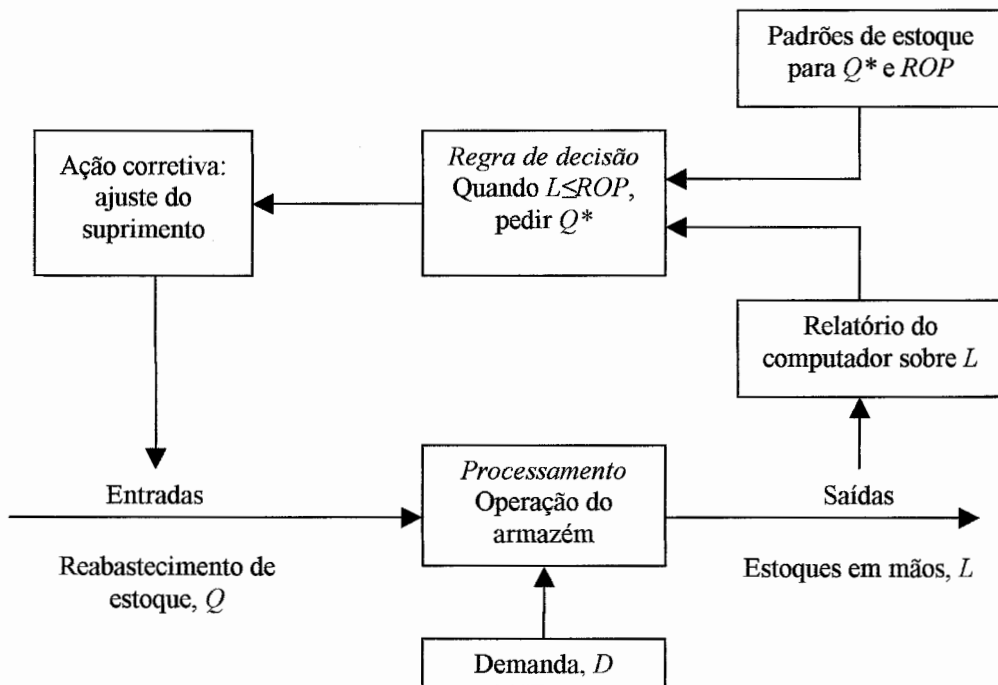 Padrões de estoque
para Q* e ROP
Ação corretiva:
ajuste do
suprimento
Regra de decisão
Quando L≤ROP,
pedir Q*
Relatório do
computador sobre L
Entradas
Processamento
Operação do
armazém
Saídas
Reabastecimento de
estoque, Q
Estoques em mãos, L
Demanda, D